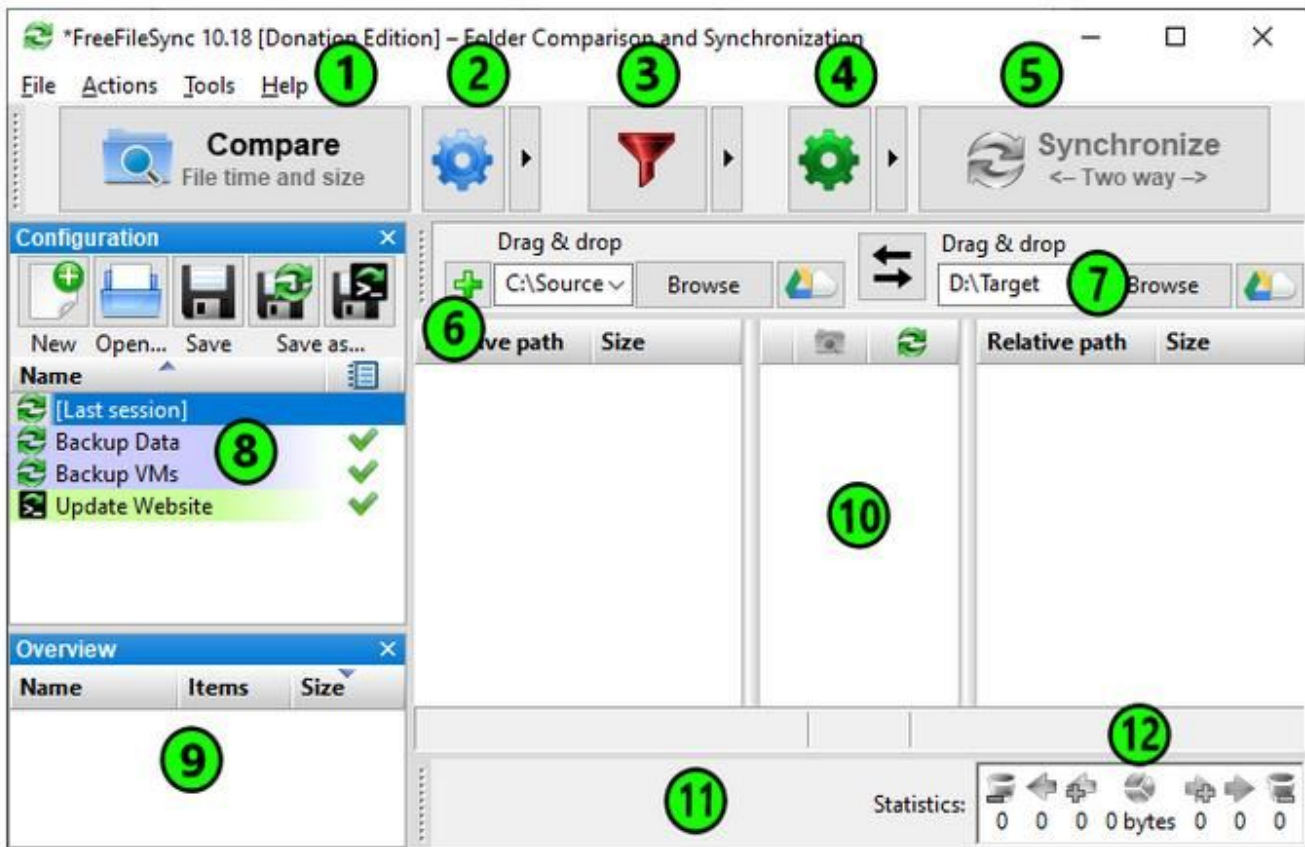 *FreeFileSync 10.18 [Donation Edition] – Folder Comparison and Synchronization
File Actions Tools Help
1 2 3 4 5
Compare
File time and size
Synchronize
<– Two way –>
Configuration
New Open... Save Save as...
Name
[Last session]
Backup Data
Backup VMs
Update Website
8
Overview
Name Items Size
9
Drag & drop
C:\Source Browse
6
path Size
Drag & drop
D:\Target Browse
7
Relative path Size
10
11
12
Statistics:
0 0 0 0 bytes 0 0 0